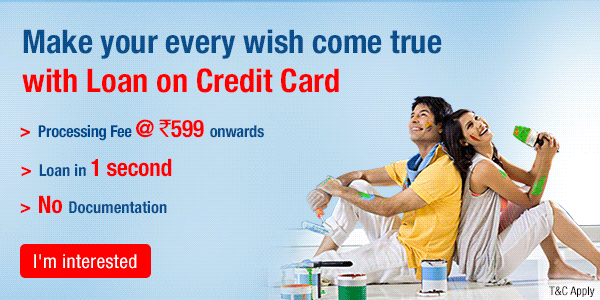 Make your every wish come true
with Loan on Credit Card
> Processing Fee @ ₹599 onwards
> Loan in 1 second
> No Documentation
I'm interested
T&C Apply